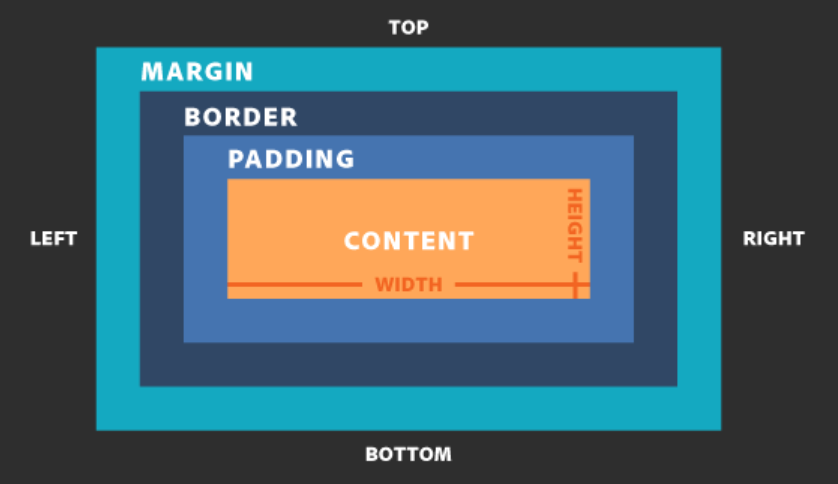 TOP
MARGIN
BORDER
PADDING
HEIGHT
LEFT
CONTENT
RIGHT
WIDTH
BOTTOM